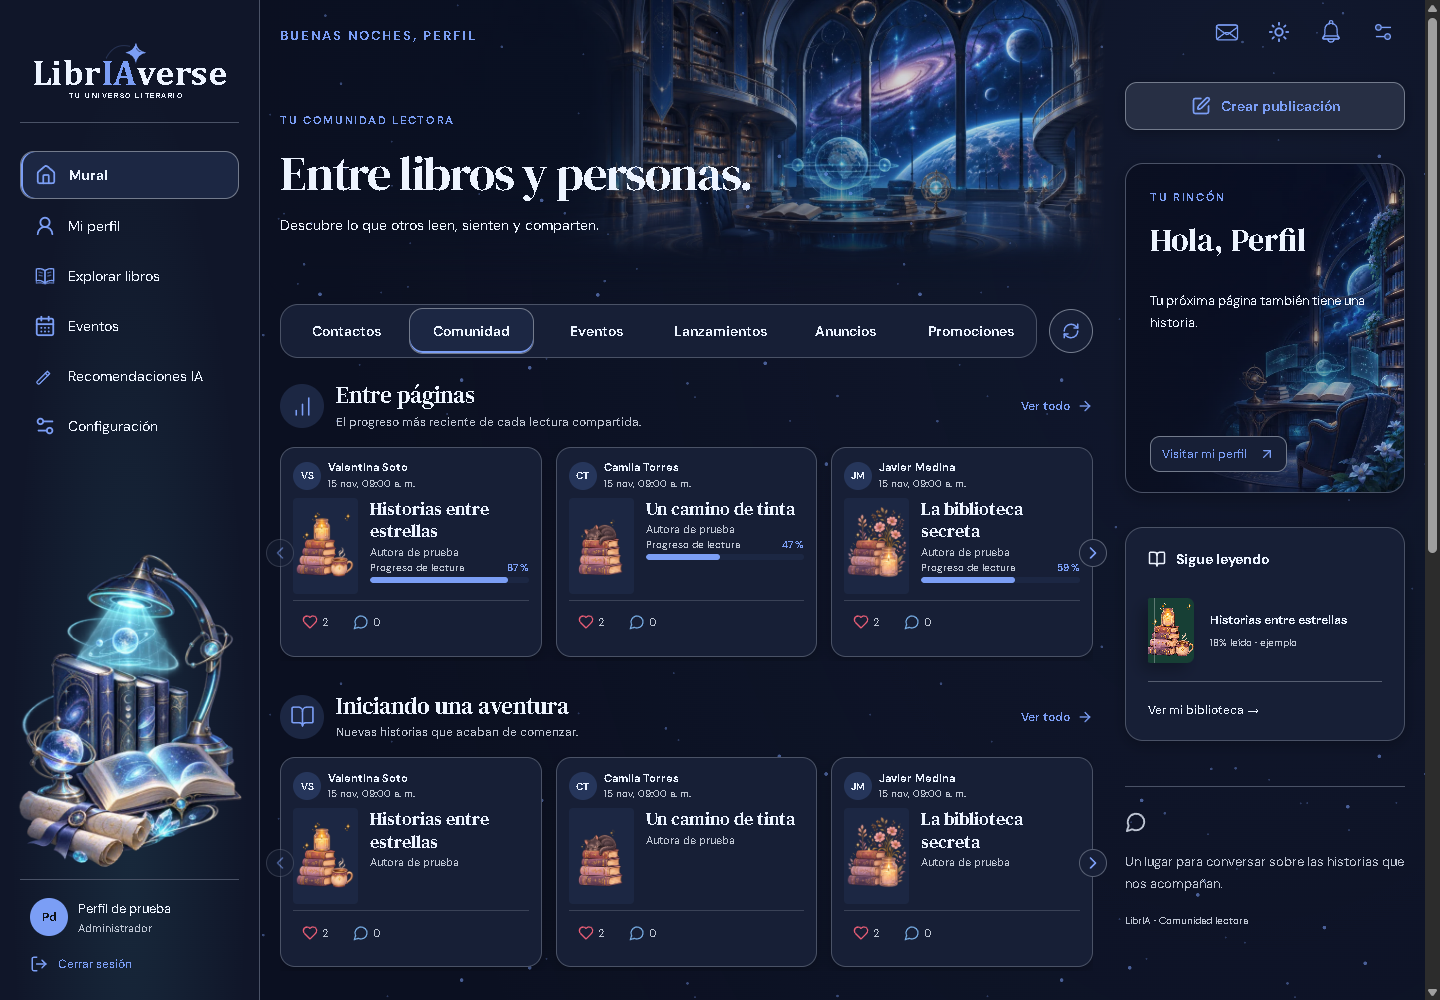 LibrIAverse
TU UNIVERSO LITERARIO
Mural
Mi perfil
Explorar libros
Eventos
Recomendaciones IA
Configuración
Pd
Perfil de prueba
Administrador
Cerrar sesión
BUENAS NOCHES, PERFIL
TU COMUNIDAD LECTORA
Entre libros y personas.
Descubre lo que otros leen, sienten y comparten.
Contactos Comunidad Eventos Lanzamientos Anuncios Promociones
Entre páginas
El progreso más reciente de cada lectura compartida.
Ver todo →
VS
Valentina Soto
15 nov, 09:00 a. m.
Historias entre
estrellas
Autora de prueba
Progreso de lectura 87%
2 0
CT
Camila Torres
15 nov, 09:00 a. m.
Un camino de tinta
Autora de prueba
Progreso de lectura 47%
2 0
JM
Javier Medina
15 nov, 09:00 a. m.
La biblioteca
secreta
Autora de prueba
Progreso de lectura 59%
2 0
Iniciando una aventura
Nuevas historias que acaban de comenzar.
Ver todo →
VS
Valentina Soto
15 nov, 09:00 a. m.
Historias entre
estrellas
Autora de prueba
2 0
CT
Camila Torres
15 nov, 09:00 a. m.
Un camino de tinta
Autora de prueba
2 0
JM
Javier Medina
15 nov, 09:00 a. m.
La biblioteca
secreta
Autora de prueba
2 0
Crear publicación
TU RINCÓN
Hola, Perfil
Tu próxima página también tiene una
historia.
Visitar mi perfil
Sigue leyendo
Historias entre estrellas
18% leído · ejemplo
Ver mi biblioteca →
Un lugar para conversar sobre las historias que
nos acompañan.
LibrIA · Comunidad lectora